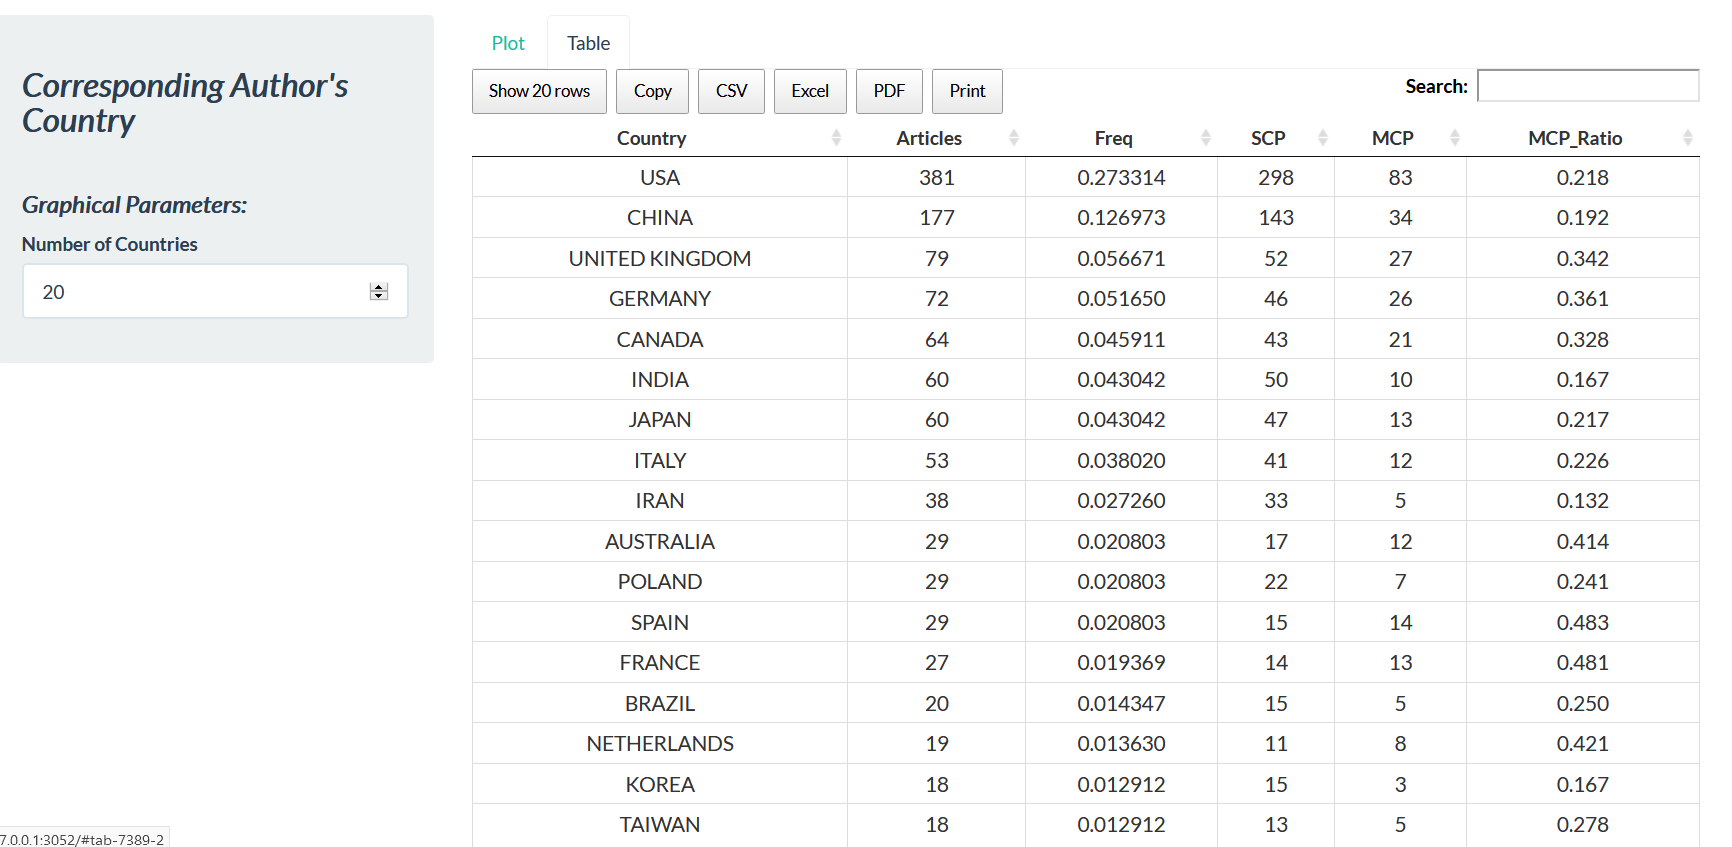 Corresponding Author's
Country
Graphical Parameters:
Number of Countries
20
Plot Table
Show 20 rows Copy CSV Excel PDF Print Search:
Country Articles Freq SCP MCP MCP_Ratio
USA 381 0.273314 298 83 0.218
CHINA 177 0.126973 143 34 0.192
UNITED KINGDOM 79 0.056671 52 27 0.342
GERMANY 72 0.051650 46 26 0.361
CANADA 64 0.045911 43 21 0.328
INDIA 60 0.043042 50 10 0.167
JAPAN 60 0.043042 47 13 0.217
ITALY 53 0.038020 41 12 0.226
IRAN 38 0.027260 33 5 0.132
AUSTRALIA 29 0.020803 17 12 0.414
POLAND 29 0.020803 22 7 0.241
SPAIN 29 0.020803 15 14 0.483
FRANCE 27 0.019369 14 13 0.481
BRAZIL 20 0.014347 15 5 0.250
NETHERLANDS 19 0.013630 11 8 0.421
KOREA 18 0.012912 15 3 0.167
TAIWAN 18 0.012912 13 5 0.278
7.0.0.1:3052/#tab-7389-2